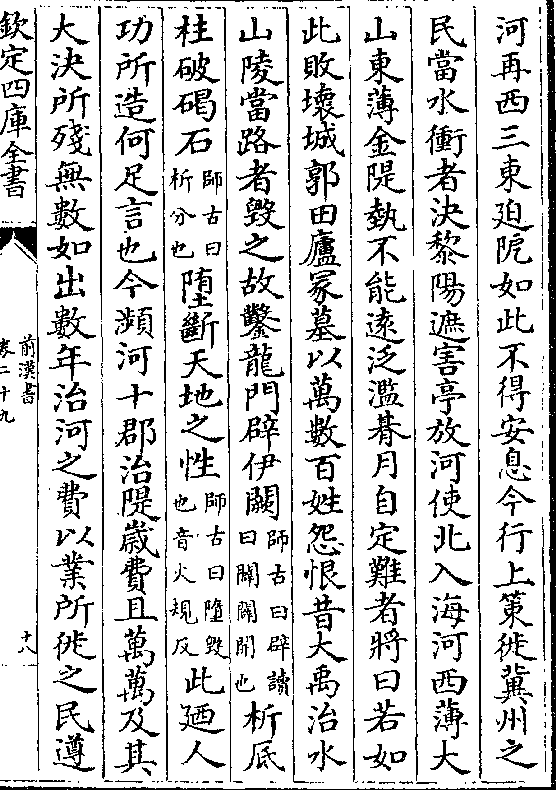 河再西三東廹阸如此不得安息今行上策徙冀州之
民當水衝者決黎陽遮害亭放河使北入海河西薄大
山東薄金隄埶不能逺泛濫朞月自定難者將曰若如
此敗壊城郭田廬冡墓以萬數百姓怨恨昔大禹治水
山陵當路者毁之故鑿龍門辟伊闕師古曰辟讀曰闢闢開也析厎
柱破碣石師古曰析分也墮斷天地之性師古曰墮毁也音火規反此廼人
功所造何足言也今瀕河十郡治隄歳費且萬萬及其
大決所殘無數如出數年治河之費以業所徙之民遵
欽定四庫全書
前漢書
卷二十九
十八